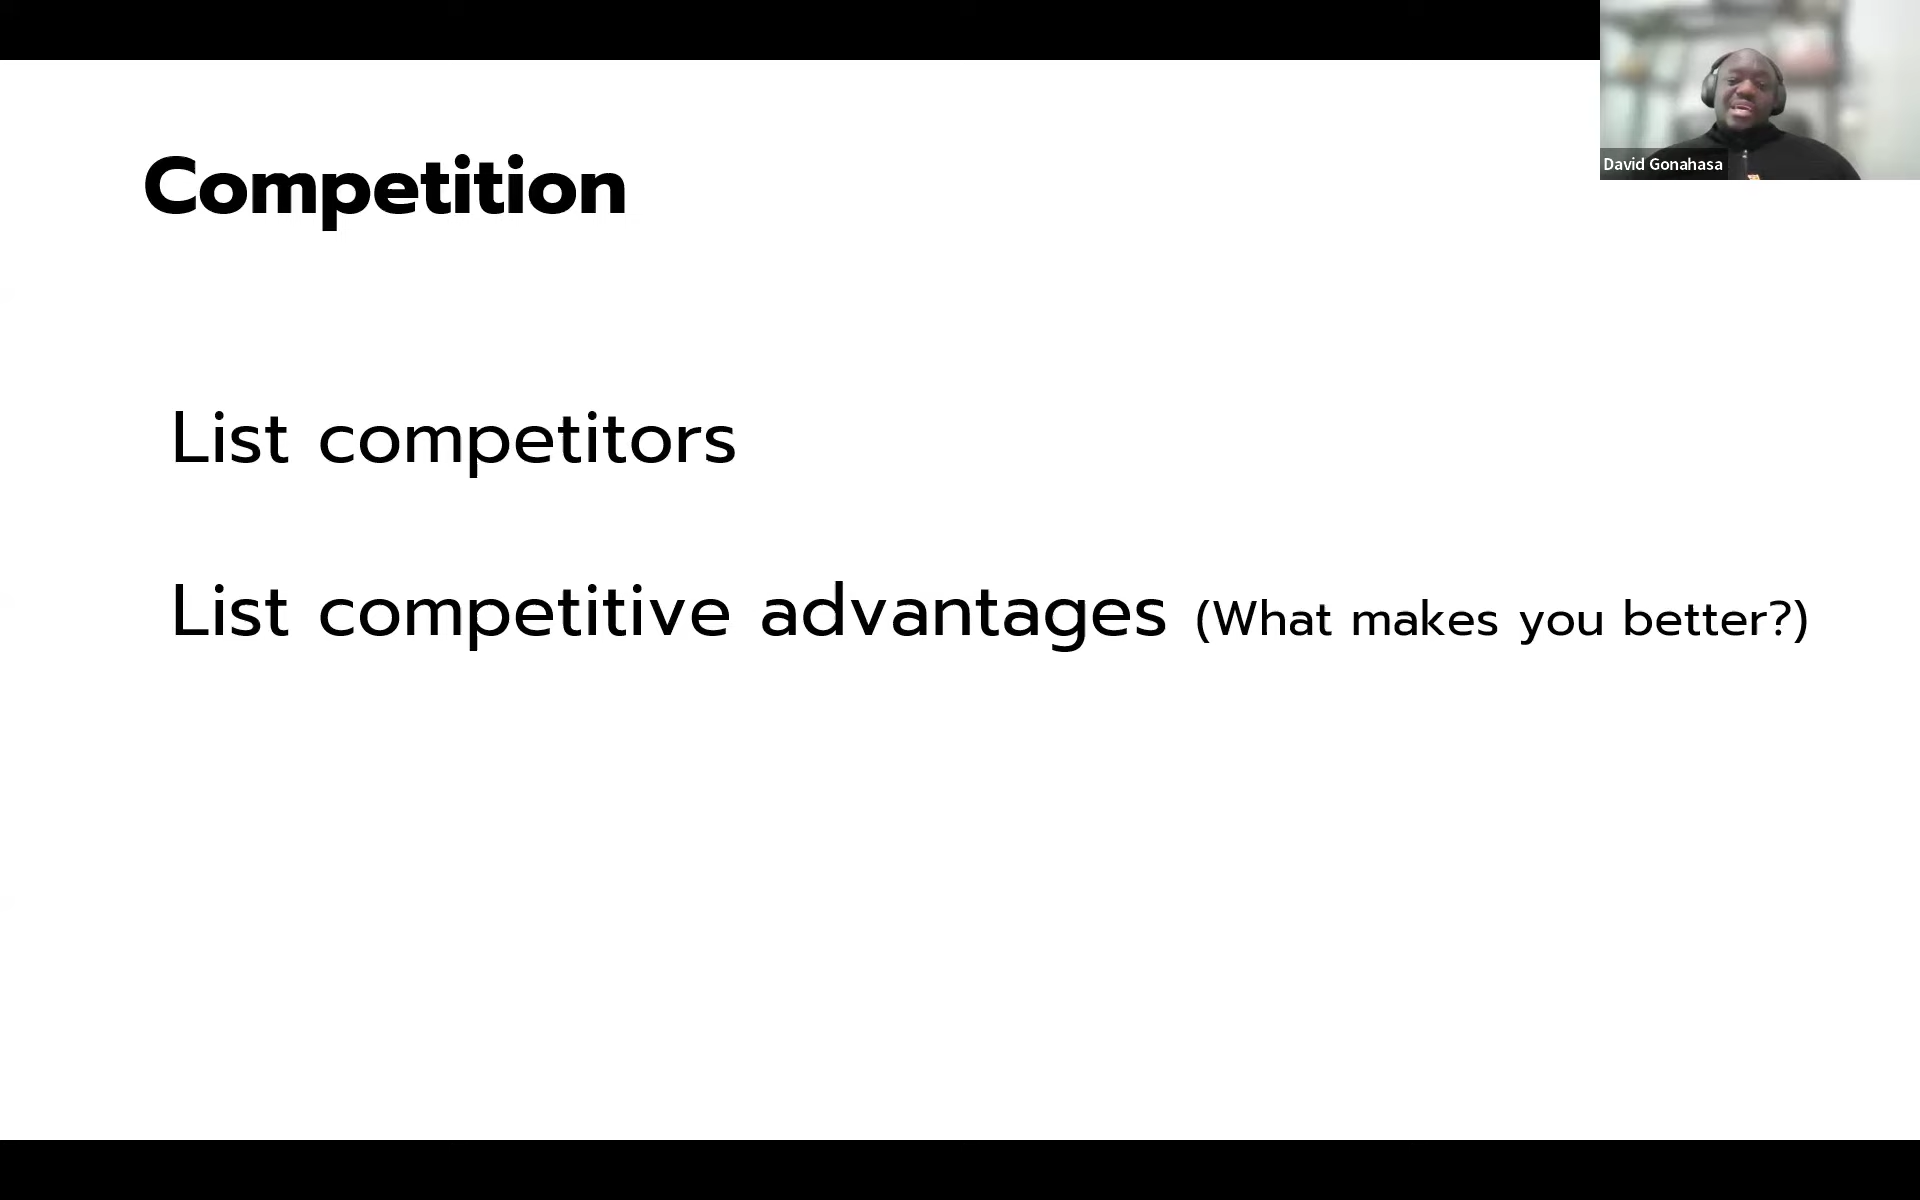 Competition
David Gonahasa
List competitors
List competitive advantages (What makes you better?)